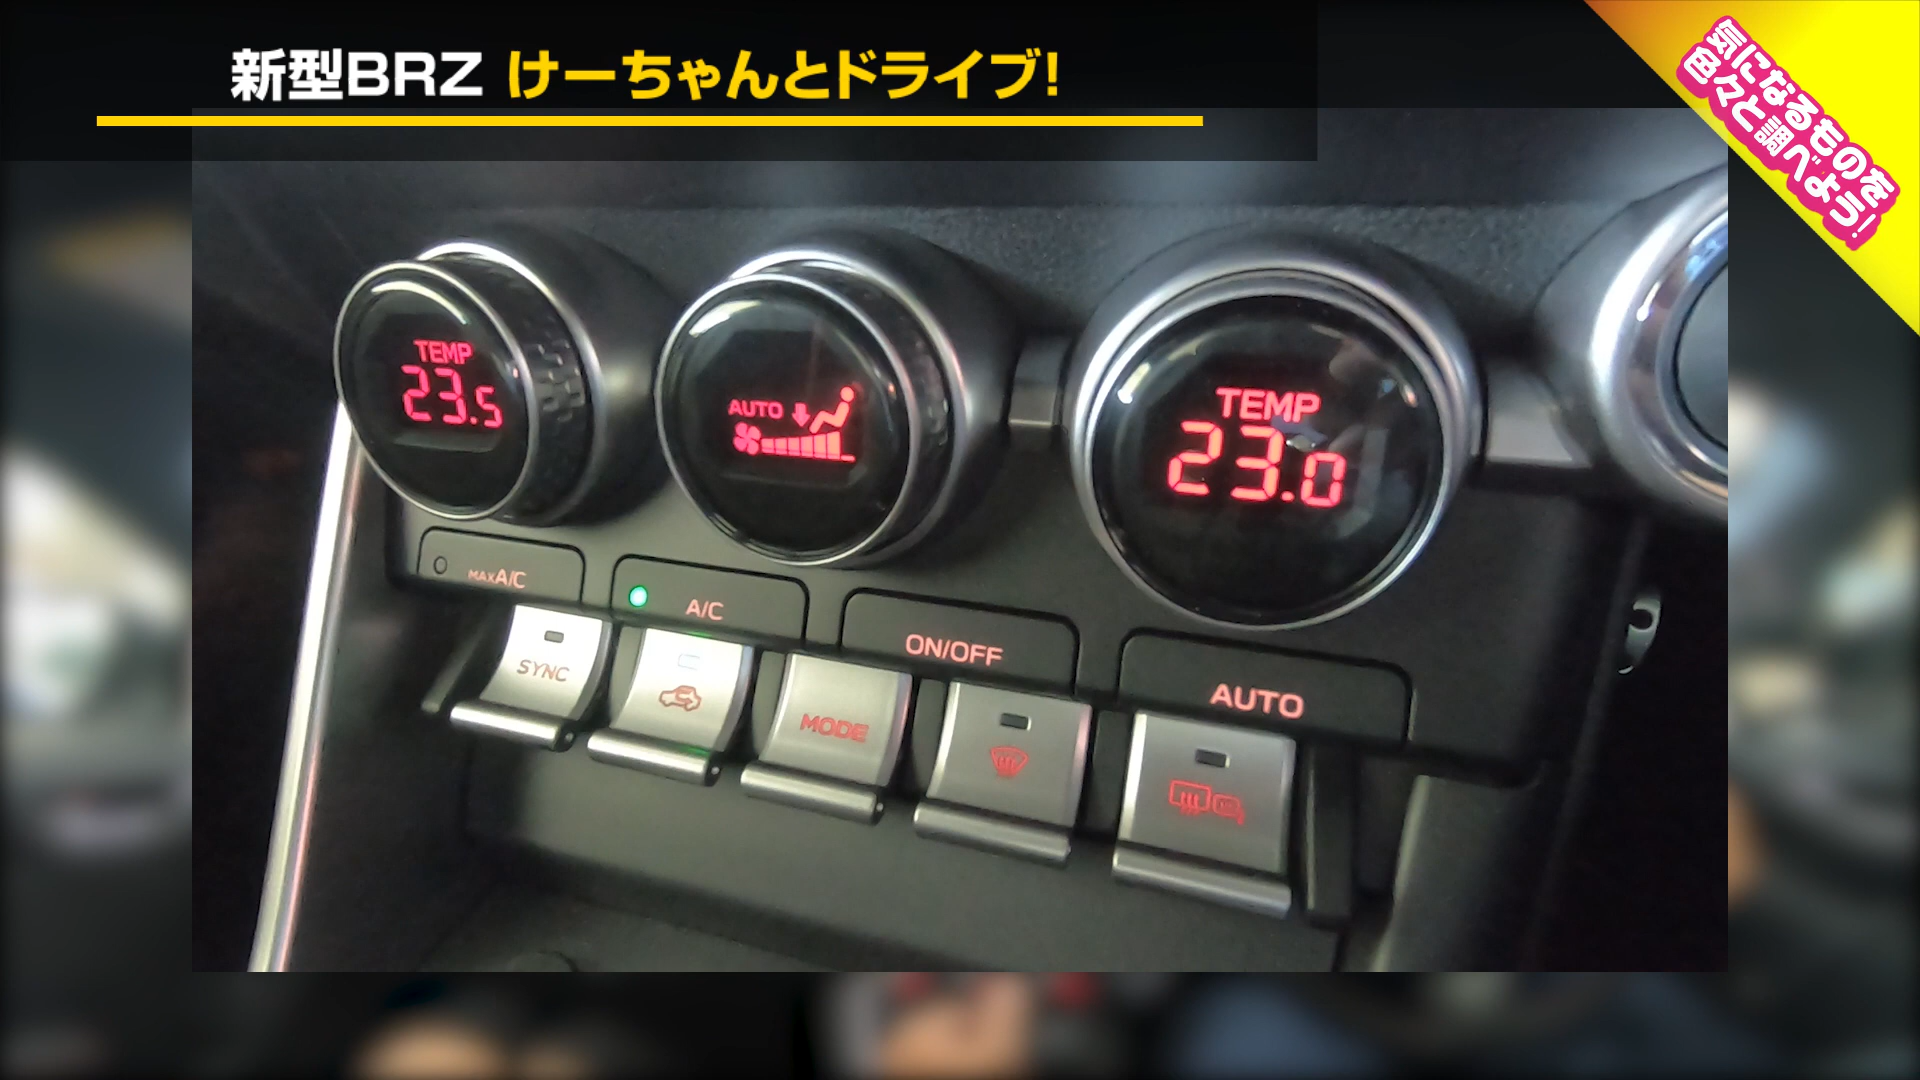 新型BRZ けーちゃんとドライブ!
気になるものを
色々と調べよう!
TEMP
23.5
AUTO
TEMP
23.0
MAX A/C
A/C
ON/OFF
AUTO
SYNC
MODE